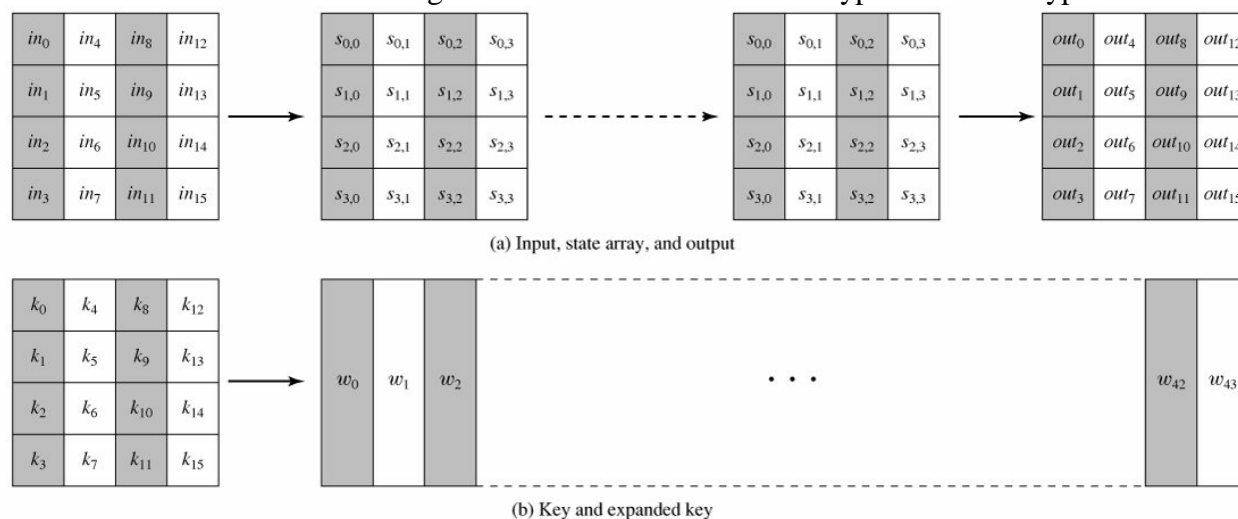 in0 in4 in8 in12 s0,0 s0,1 s0,2 s0,3 s0,0 s0,1 s0,2 s0,3 out0 out4 out8 out12
in1 in5 in9 in13 s1,0 s1,1 s1,2 s1,3 s1,0 s1,1 s1,2 s1,3 out1 out5 out9 out13
in2 in6 in10 in14 s2,0 s2,1 s2,2 s2,3 s2,0 s2,1 s2,2 s2,3 out2 out6 out10 out14
in3 in7 in11 in15 s3,0 s3,1 s3,2 s3,3 s3,0 s3,1 s3,2 s3,3 out3 out7 out11 out15
(a) Input, state array, and output
k0 k4 k8 k12
k1 k5 k9 k13
w0 w1 w2 • • • w42 w43
k2 k6 k10 k14
k3 k7 k11 k15
(b) Key and expanded key